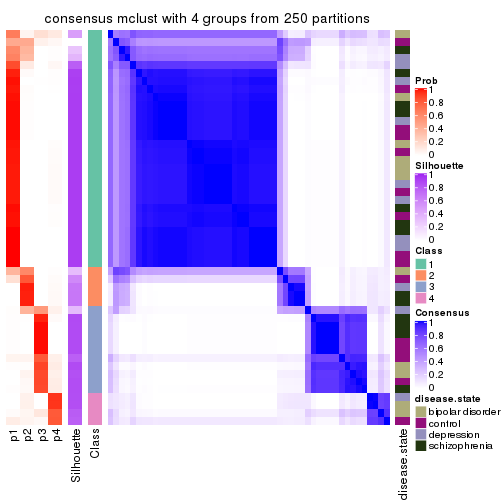 consensus mclust with 4 groups from 250 partitions
Prob
1
0.8
0.6
0.4
0.2
0
Silhouette
1
0.8
0.6
0.4
0.2
0
Class
1
2
3
4
Consensus
1
0.8
0.6
0.4
0.2
0
disease.state
bipolar disorder
control
depression
schizophrenia
p1
p2
p3
p4
Silhouette
Class
disease.state